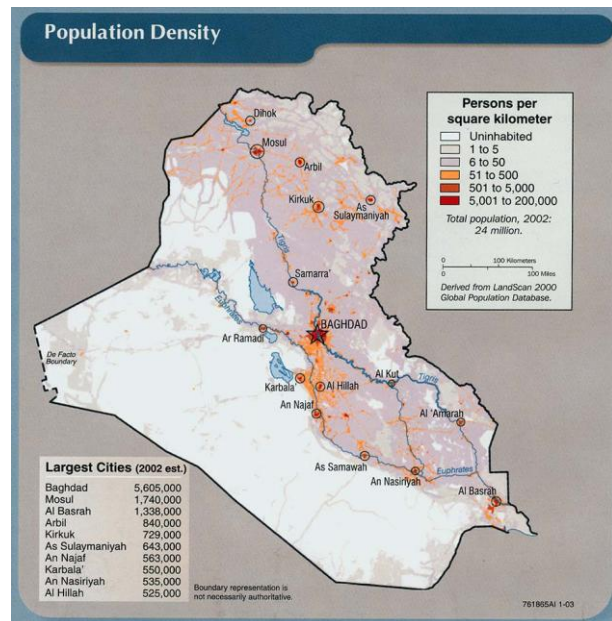 Population Density
Persons per
square kilometer
Uninhabited
1 to 5
6 to 50
51 to 500
501 to 5,000
5,001 to 200,000
Total population, 2002:
24 million.
0 100 Kilometers
0 100 Miles
Derived from LandScan 2000
Global Population Database.
Dihok
Mosul
Arbil
Kirkuk
As
Sulaymaniyah
Tigris
Samarra'
Euphrates
BAGHDAD
Ar Ramadi
De Facto
Boundary
Karbala'
Al Hillah
Al Kut
Tigris
An Najaf
Al 'Amarah
As Samawah
An Nasiriyah
Euphrates
Al Basrah
Largest Cities (2002 est.)
Baghdad 5,605,000
Mosul 1,740,000
Al Basrah 1,338,000
Arbil 840,000
Kirkuk 729,000
As Sulaymaniyah 643,000
An Najaf 563,000
Karbala' 550,000
An Nasiriyah 535,000
Al Hillah 525,000
Boundary representation is
not necessarily authoritative.
761865AI 1-03